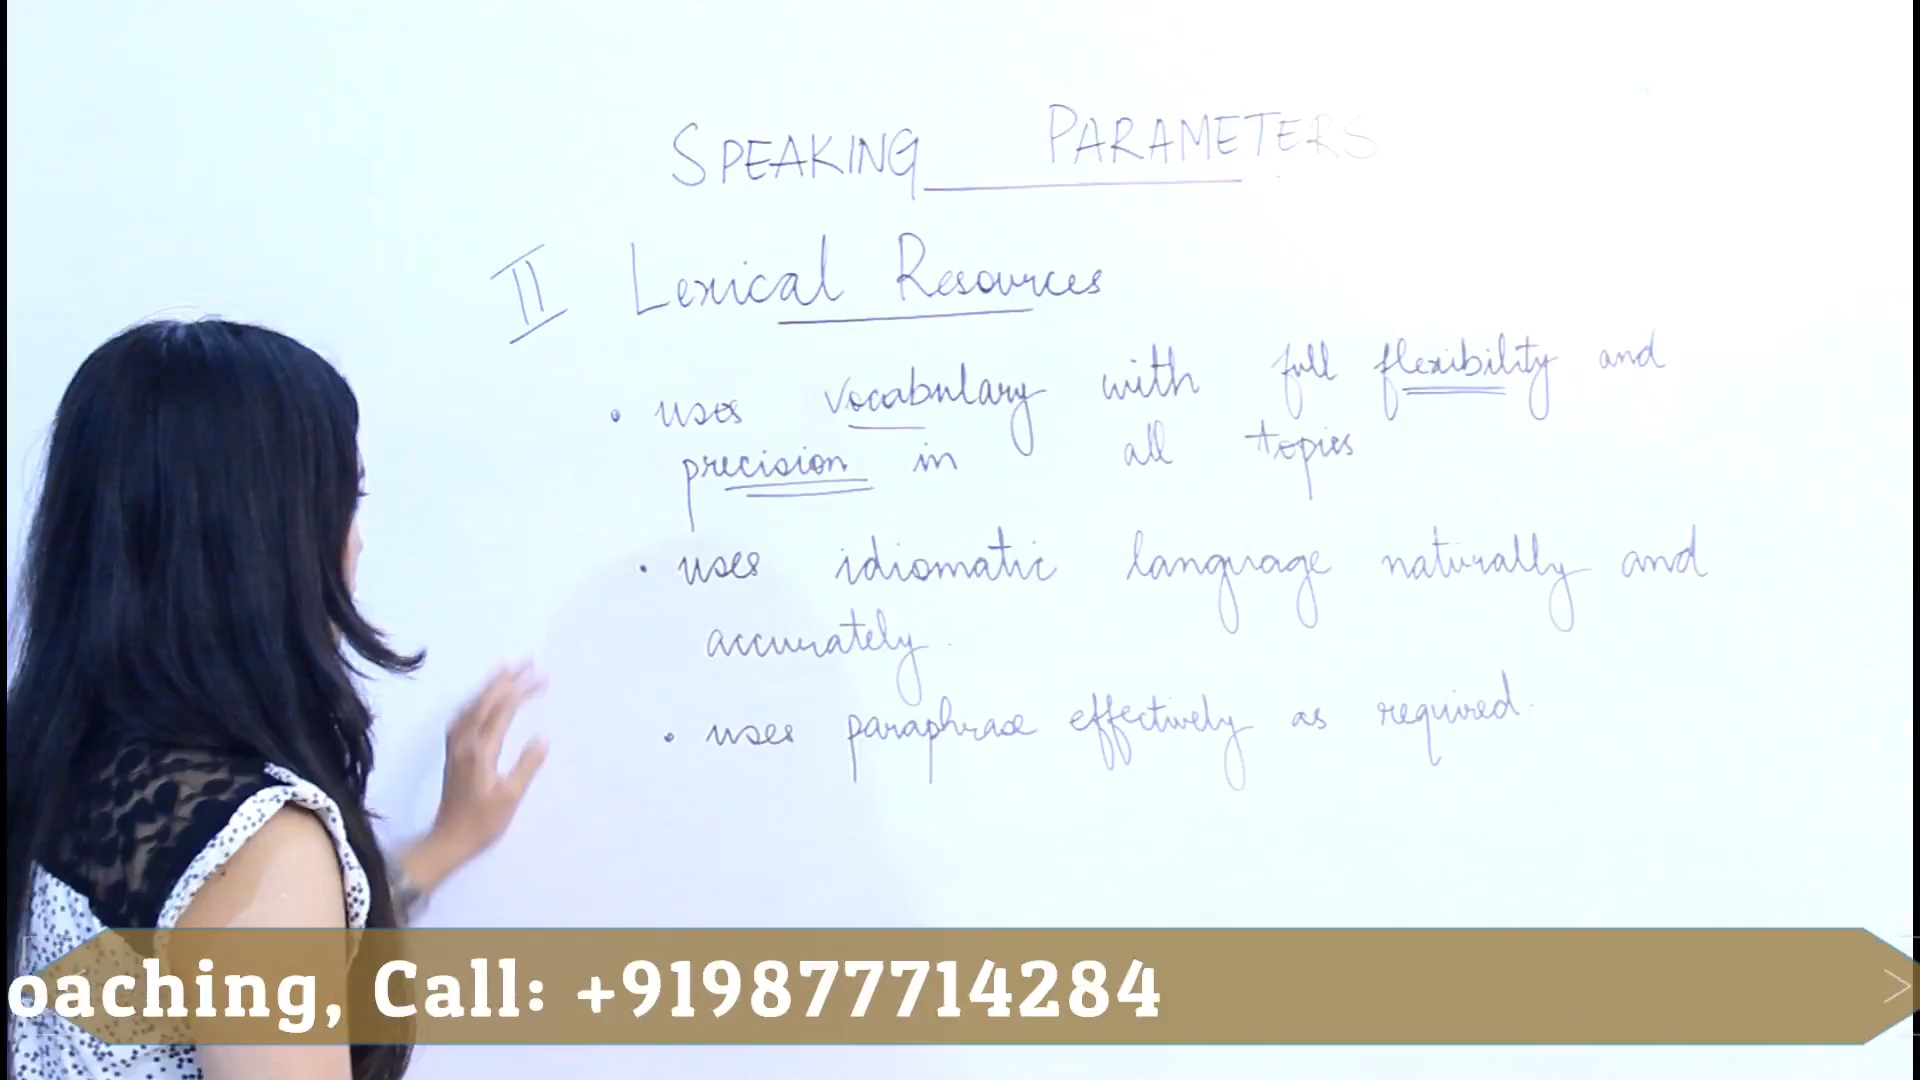 SPEAKING PARAMETERS
II Lexical Resources
• uses vocabulary with full flexibility and
precision in all topics
• uses idiomatic language naturally and
accurately.
• uses paraphrase effectively as required.
oaching, Call: +919877714284